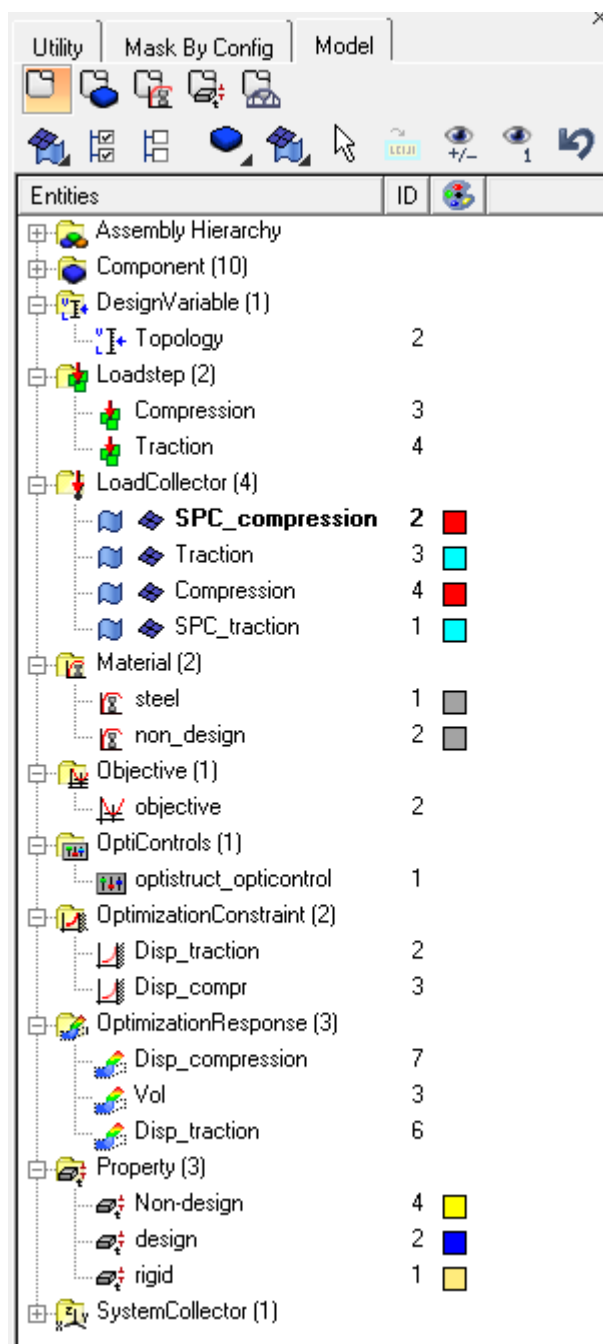 Utility Mask By Config Model
+/- 1
Entities ID
Assembly Hierarchy
Component (10)
DesignVariable (1)
Topology 2
Loadstep (2)
Compression 3
Traction 4
LoadCollector (4)
SPC_compression 2
Traction 3
Compression 4
SPC_traction 1
Material (2)
steel 1
non_design 2
Objective (1)
objective 2
OptiControls (1)
optistruct_opticontrol 1
OptimizationConstraint (2)
Disp_traction 2
Disp_compr 3
OptimizationResponse (3)
Disp_compression 7
Vol 3
Disp_traction 6
Property (3)
Non-design 4
design 2
rigid 1
SystemCollector (1)